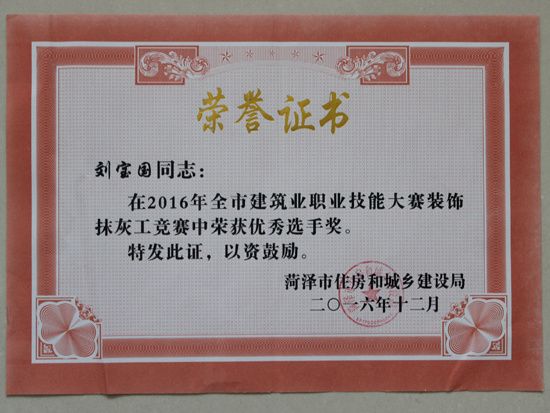 荣誉证书
刘宝国同志：
在2016年全市建筑业职业技能大赛装饰
抹灰工竞赛中荣获优秀选手奖。
特发此证，以资鼓励。
菏泽市住房和城乡建设局
二〇一六年十二月